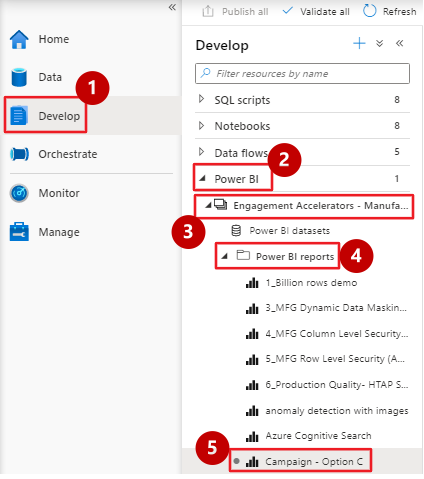 Publish all Validate all Refresh
Home
Data
1
Develop
Orchestrate
Monitor
Manage
Develop
Filter resources by name
SQL scripts 8
Notebooks 8
Data flows 5
2
Power BI 1
Engagement Accelerators - Manufa...
3
Power BI datasets
Power BI reports
4
1_Billion rows demo
3_MFG Dynamic Data Maskin...
4_MFG Column Level Security...
5_MFG Row Level Security (A...
6_Production Quality- HTAP S...
anomaly detection with images
Azure Cognitive Search
5
Campaign - Option C